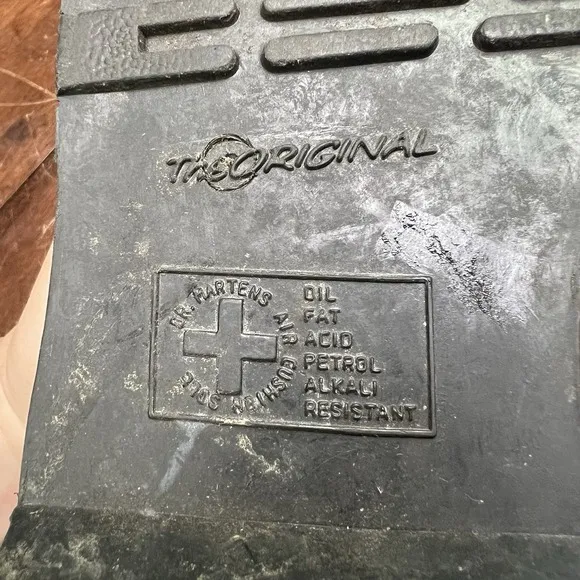 The Original
DR. MARTENS AIR CUSHION SOLE
OIL
FAT
ACID
PETROL
ALKALI
RESISTANT